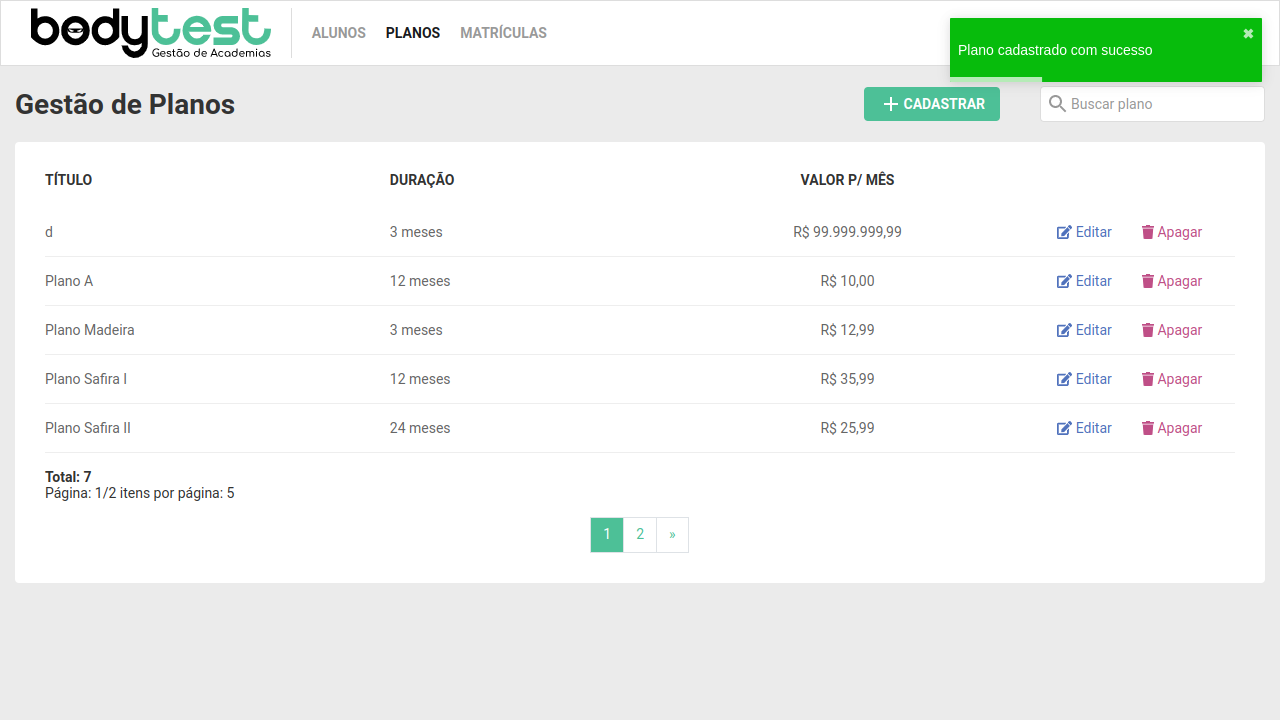 bodytest
Gestão de Academias
ALUNOS PLANOS MATRÍCULAS
Plano cadastrado com sucesso ✖
Gestão de Planos
+ CADASTRAR
Buscar plano
TÍTULO DURAÇÃO VALOR P/ MÊS
d 3 meses R$ 99.999.999,99 Editar Apagar
Plano A 12 meses R$ 10,00 Editar Apagar
Plano Madeira 3 meses R$ 12,99 Editar Apagar
Plano Safira I 12 meses R$ 35,99 Editar Apagar
Plano Safira II 24 meses R$ 25,99 Editar Apagar
Total: 7
Página: 1/2 itens por página: 5
1 2 »